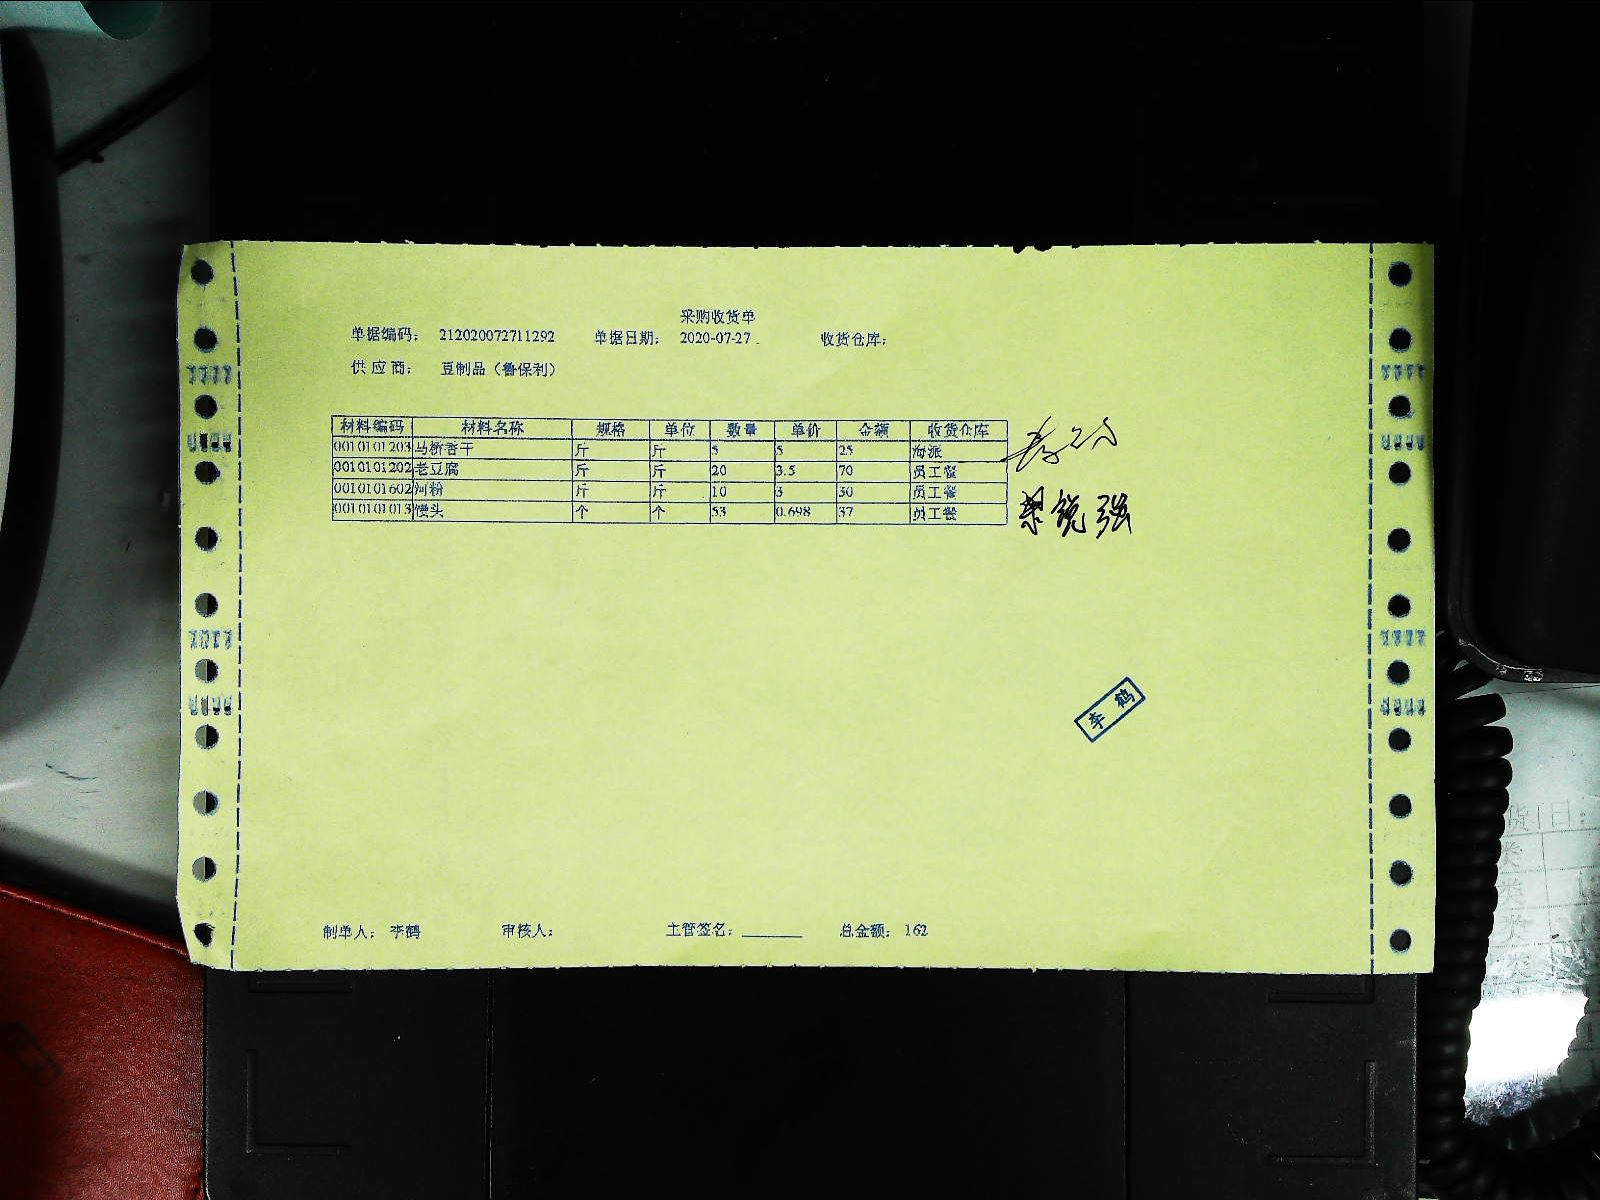 采购收货单
单据编码： 212020072711292 单据日期： 2020-07-27 收货仓库：
供应商： 豆制品（鲁保利）
材料编码 材料名称 规格 单位 数量 单价 金额 收货仓库
0010101203 马桥香干 斤 斤 5 5 25 海派
0010101202 老豆腐 斤 斤 20 3.5 70 员工餐
0010101602 河粉 斤 斤 10 3 30 员工餐
0010101013 馒头 个 个 53 0.698 37 员工餐
李鹤
制单人： 李鹤 审核人： 主管签名： 总金额： 162